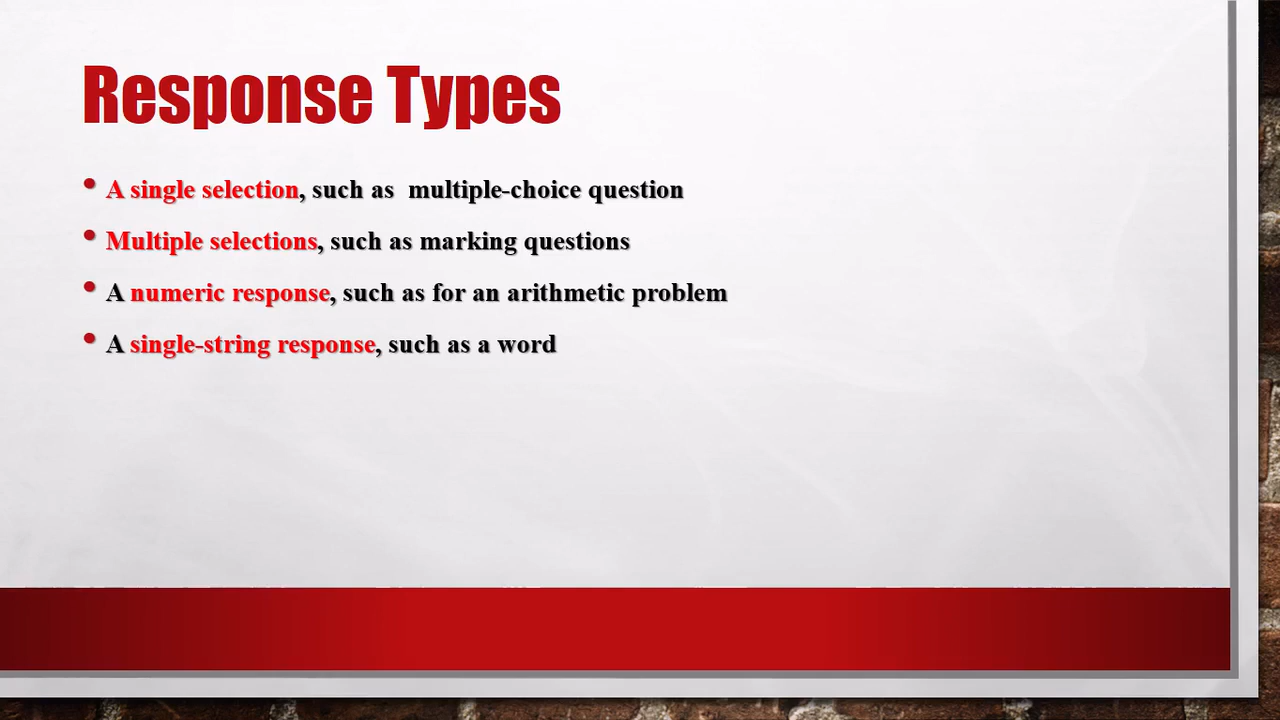 Response Types
• A single selection, such as  multiple-choice question
• Multiple selections, such as marking questions
• A numeric response, such as for an arithmetic problem
• A single-string response, such as a word